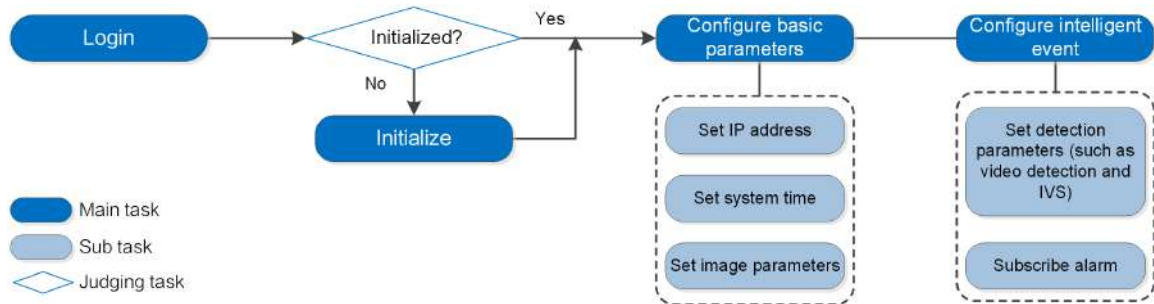 Login
Initialized?
Yes
No
Initialize
Configure basic
parameters
Configure intelligent
event
Set IP address
Set system time
Set image parameters
Set detection
parameters (such as
video detection and
IVS)
Subscribe alarm
Main task
Sub task
Judging task